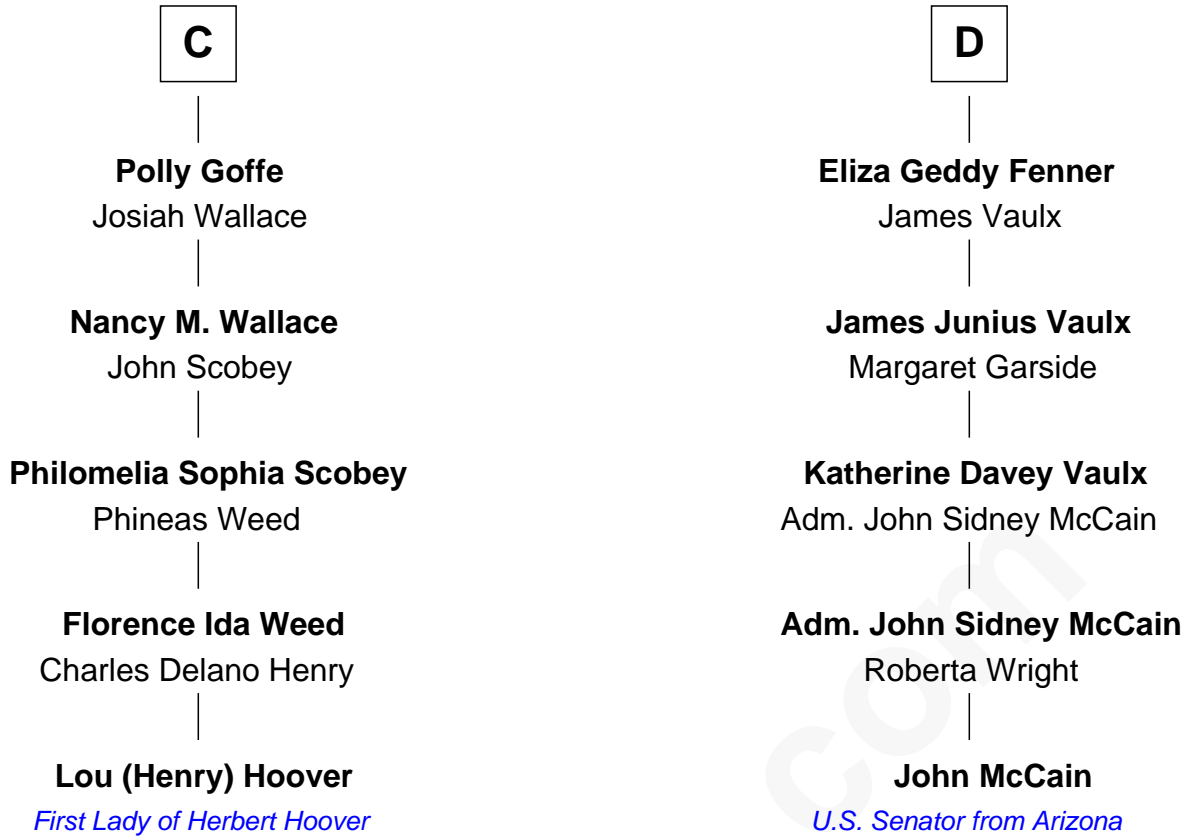 C
Polly Goffe
Josiah Wallace
Nancy M. Wallace
John Scobey
Philomelia Sophia Scobey
Phineas Weed
Florence Ida Weed
Charles Delano Henry
Lou (Henry) Hoover
First Lady of Herbert Hoover
D
Eliza Geddy Fenner
James Vaulx
James Junius Vaulx
Margaret Garside
Katherine Davey Vaulx
Adm. John Sidney McCain
Adm. John Sidney McCain
Roberta Wright
John McCain
U.S. Senator from Arizona
com